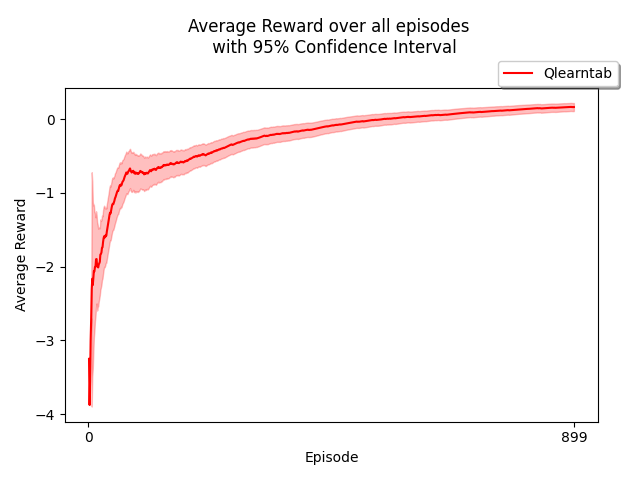 Average Reward over all episodes
with 95% Confidence Interval
Qlearntab
0
−1
−2
−3
−4
Average Reward
0
899
Episode